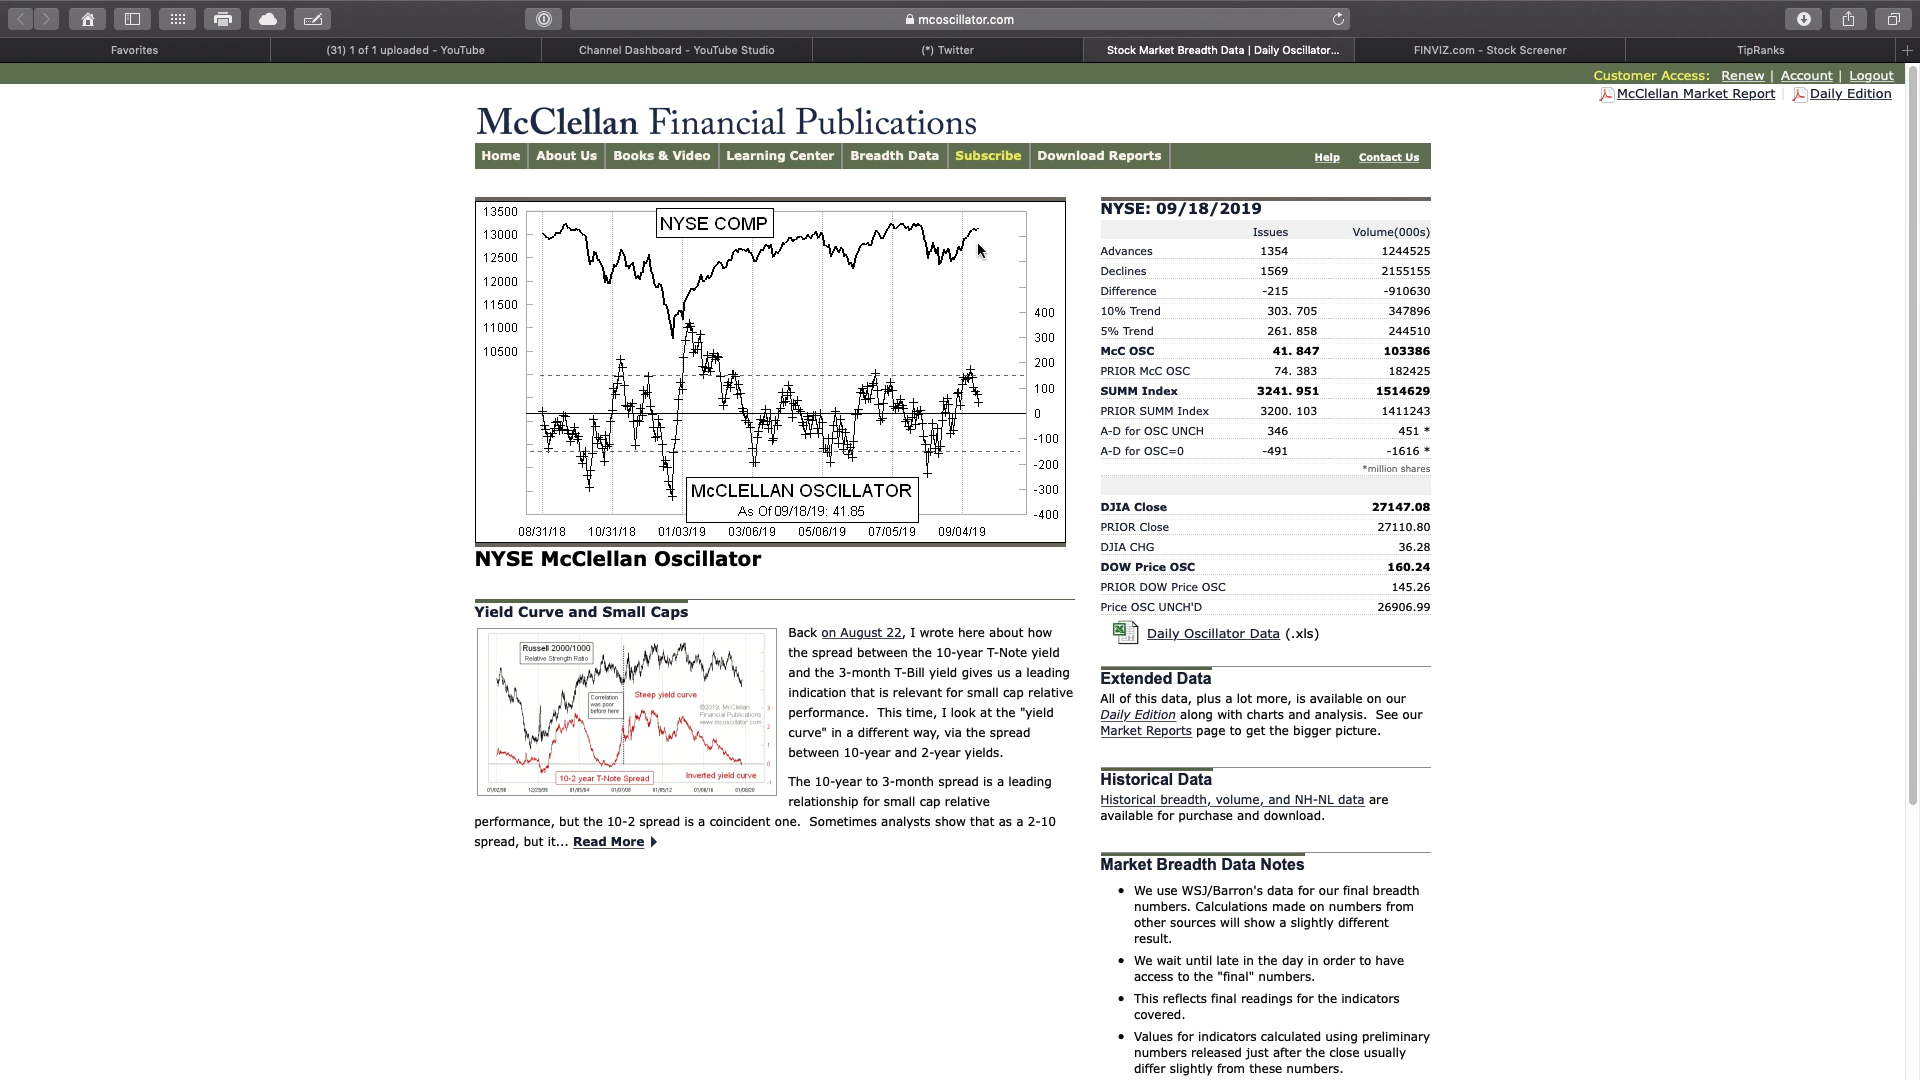 mcoscillator.com
Favorites
(31) 1 of 1 uploaded - YouTube
Channel Dashboard - YouTube Studio
(*) Twitter
Stock Market Breadth Data | Daily Oscillator...
FINVIZ.com - Stock Screener
TipRanks
Customer Access: Renew | Account | Logout
McClellan Market Report | Daily Edition
McClellan Financial Publications
Home About Us Books & Video Learning Center Breadth Data Subscribe Download Reports Help Contact Us
NYSE COMP
13500
13000
12500
12000
11500
11000
10500
400
300
200
100
0
-100
-200
-300
-400
McCLELLAN OSCILLATOR
As Of 09/18/19: 41.85
08/31/18 10/31/18 01/03/19 03/06/19 05/06/19 07/05/19 09/04/19
NYSE McClellan Oscillator
Yield Curve and Small Caps
Russell 2000/1000
Relative Strength Ratio
Correlation
was poor
before here
Steep yield curve
©2019, McClellan
Financial Publications
www.mcoscillator.com
10-2 year T-Note Spread
Inverted yield curve
Back on August 22, I wrote here about how
the spread between the 10-year T-Note yield
and the 3-month T-Bill yield gives us a leading
indication that is relevant for small cap relative
performance. This time, I look at the "yield
curve" in a different way, via the spread
between 10-year and 2-year yields.
The 10-year to 3-month spread is a leading
relationship for small cap relative
performance, but the 10-2 spread is a coincident one. Sometimes analysts show that as a 2-10
spread, but it... Read More
NYSE: 09/18/2019
Issues Volume(000s)
Advances 1354 1244525
Declines 1569 2155155
Difference -215 -910630
10% Trend 303. 705 347896
5% Trend 261. 858 244510
McC OSC 41. 847 103386
PRIOR McC OSC 74. 383 182425
SUMM Index 3241. 951 1514629
PRIOR SUMM Index 3200. 103 1411243
A-D for OSC UNCH 346 451 *
A-D for OSC=0 -491 -1616 *
*million shares
DJIA Close 27147.08
PRIOR Close 27110.80
DJIA CHG 36.28
DOW Price OSC 160.24
PRIOR DOW Price OSC 145.26
Price OSC UNCH'D 26906.99
Daily Oscillator Data (.xls)
Extended Data
All of this data, plus a lot more, is available on our
Daily Edition along with charts and analysis. See our
Market Reports page to get the bigger picture.
Historical Data
Historical breadth, volume, and NH-NL data are
available for purchase and download.
Market Breadth Data Notes
• We use WSJ/Barron's data for our final breadth
numbers. Calculations made on numbers from
other sources will show a slightly different
result.
• We wait until late in the day in order to have
access to the "final" numbers.
• This reflects final readings for the indicators
covered.
• Values for indicators calculated using preliminary
numbers released just after the close usually
differ slightly from these numbers.